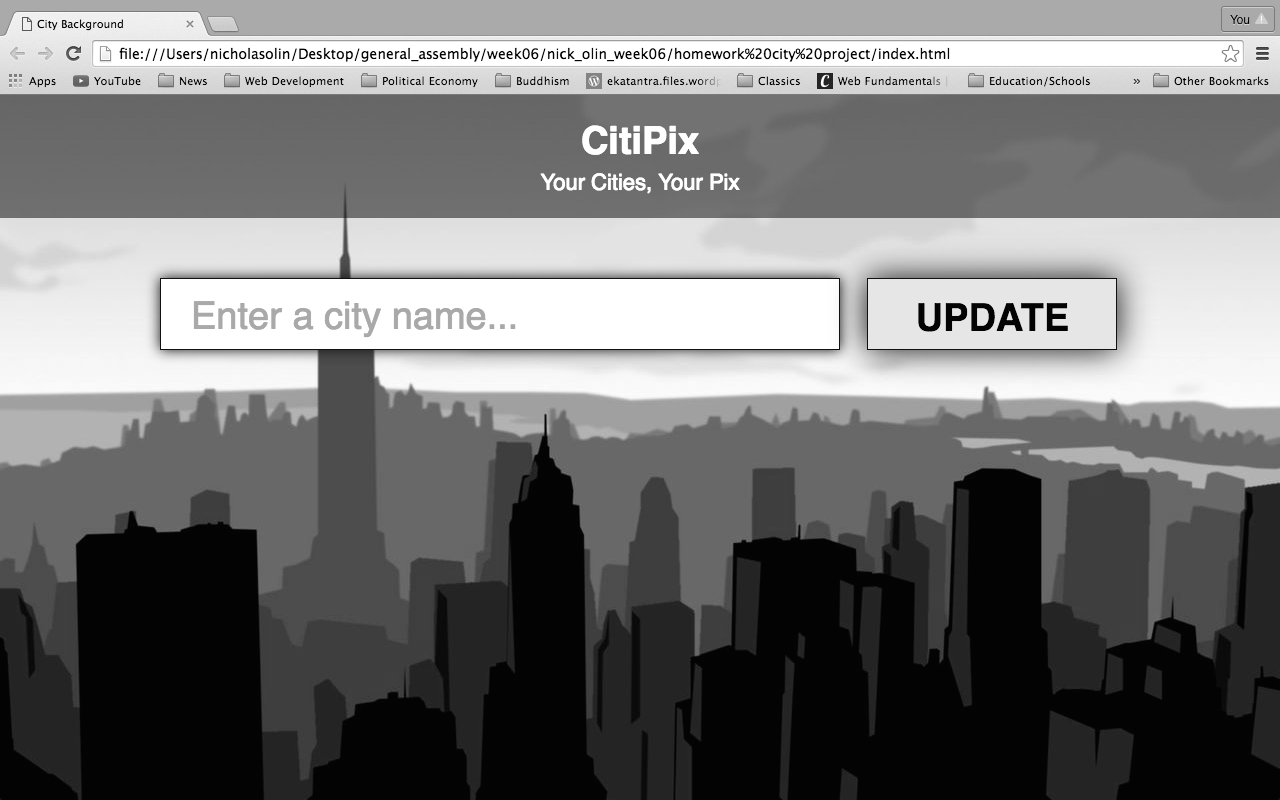 City Background
You
file:///Users/nicholasolin/Desktop/general_assembly/week06/nick_olin_week06/homework%20city%20project/index.html
Apps YouTube News Web Development Political Economy Buddhism ekatantra.files.wordp Classics Web Fundamentals Education/Schools » Other Bookmarks
CitiPix
Your Cities, Your Pix
Enter a city name...
UPDATE